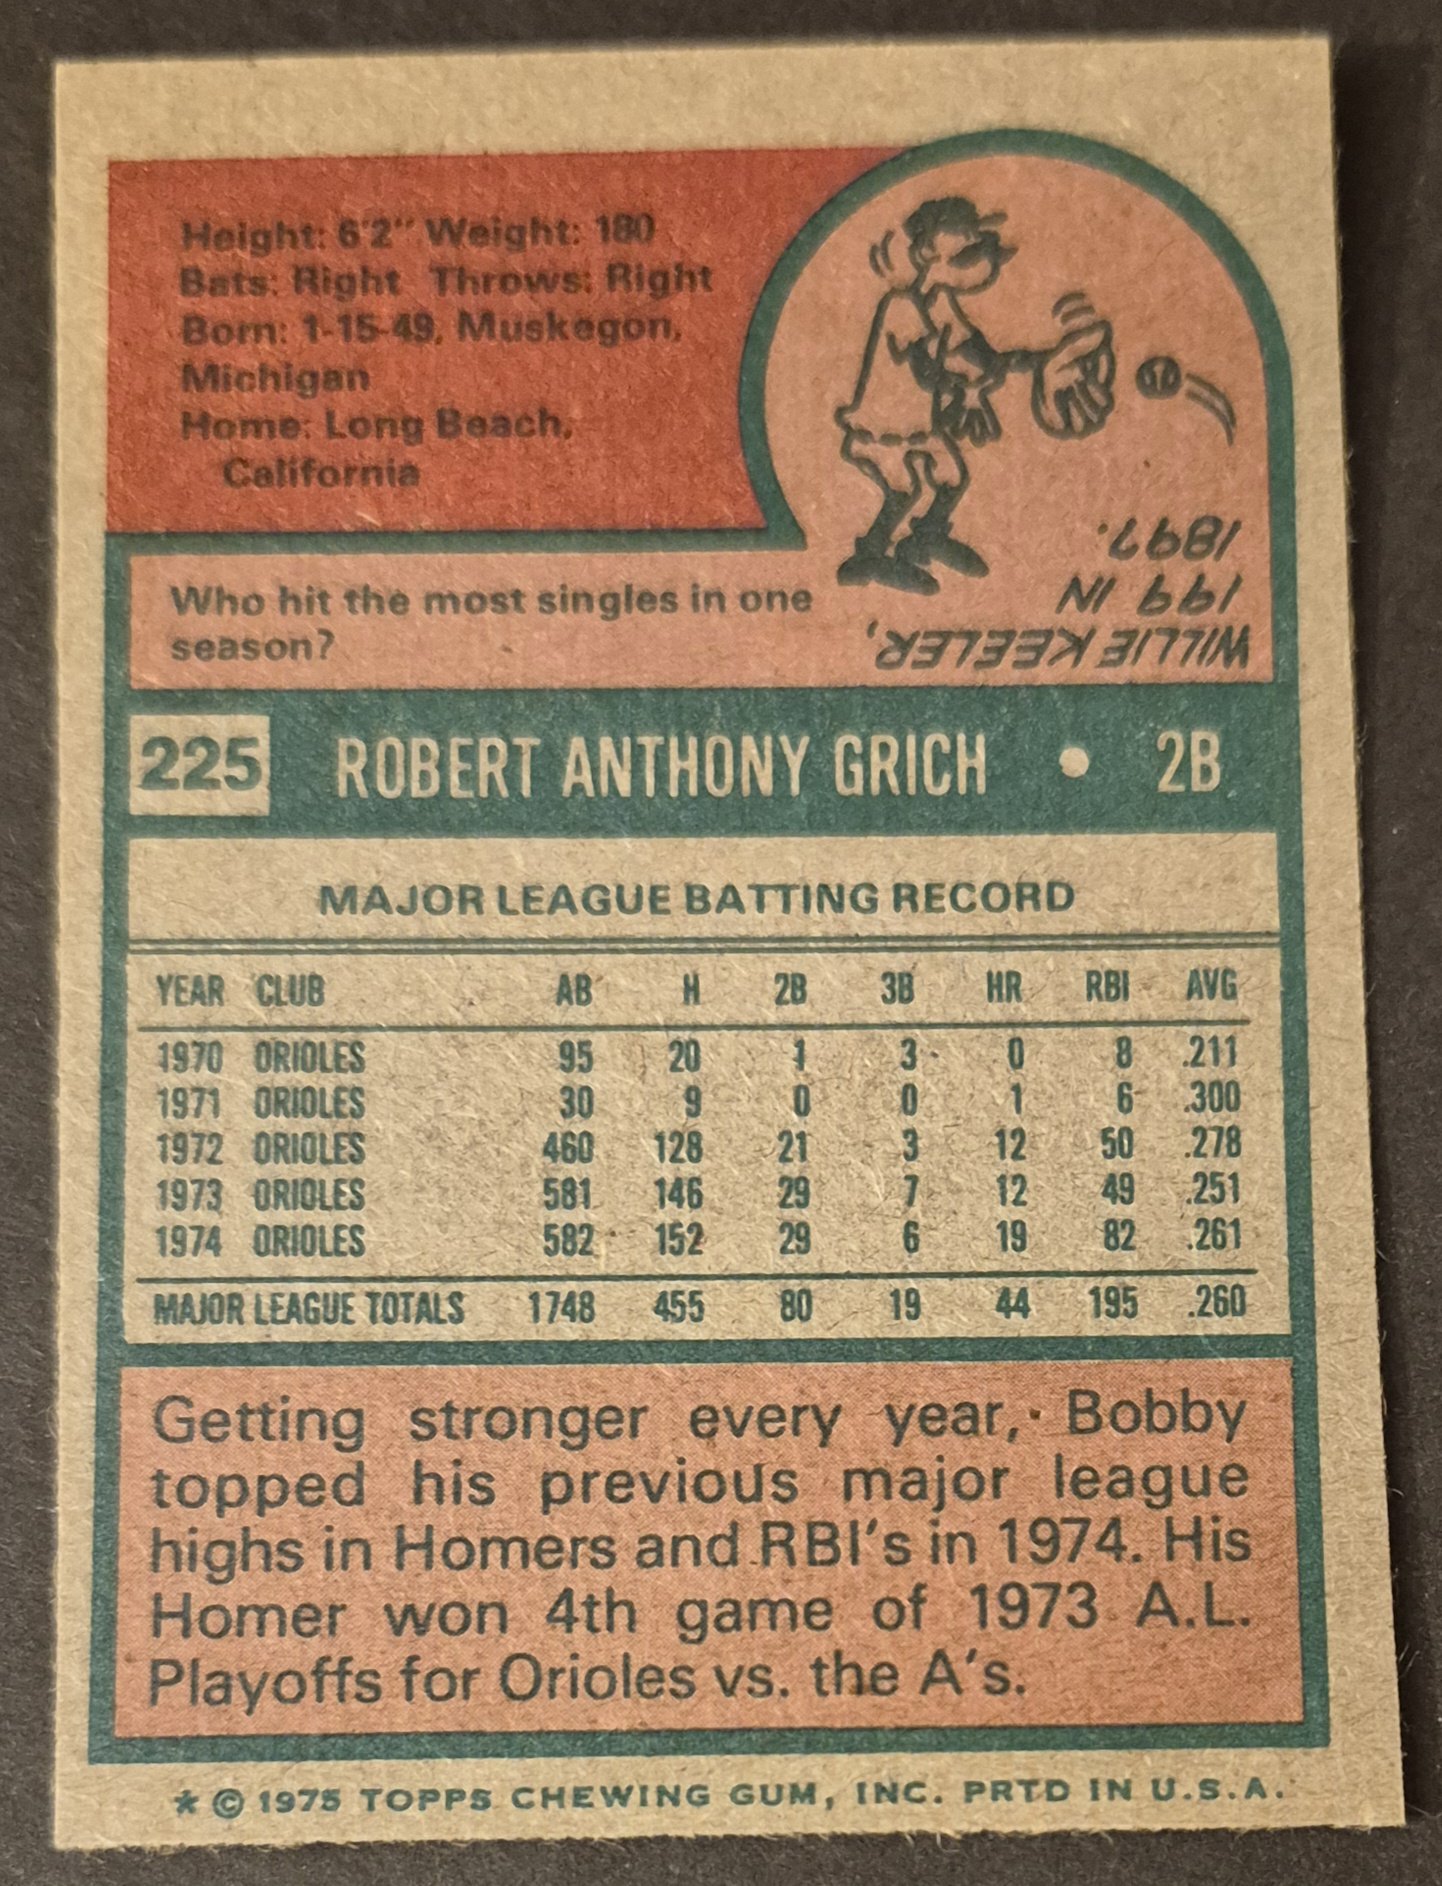 Height: 6'2" Weight: 180
Bats: Right Throws: Right
Born: 1-15-49, Muskegon,
Michigan
Home: Long Beach,
California
Who hit the most singles in one
season?
WILLIE KEELER,
199 IN
1897.
225 ROBERT ANTHONY GRICH • 2B
MAJOR LEAGUE BATTING RECORD
YEAR CLUB AB H 2B 3B HR RBI AVG
1970 ORIOLES 95 20 1 3 0 8 .211
1971 ORIOLES 30 9 0 0 1 6 .300
1972 ORIOLES 460 128 21 3 12 50 .278
1973 ORIOLES 581 146 29 7 12 49 .251
1974 ORIOLES 582 152 29 6 19 82 .261
MAJOR LEAGUE TOTALS 1748 455 80 19 44 195 .260
Getting stronger every year, Bobby
topped his previous major league
highs in Homers and RBI's in 1974. His
Homer won 4th game of 1973 A.L.
Playoffs for Orioles vs. the A's.
* © 1975 TOPPS CHEWING GUM, INC. PRTD IN U.S.A.